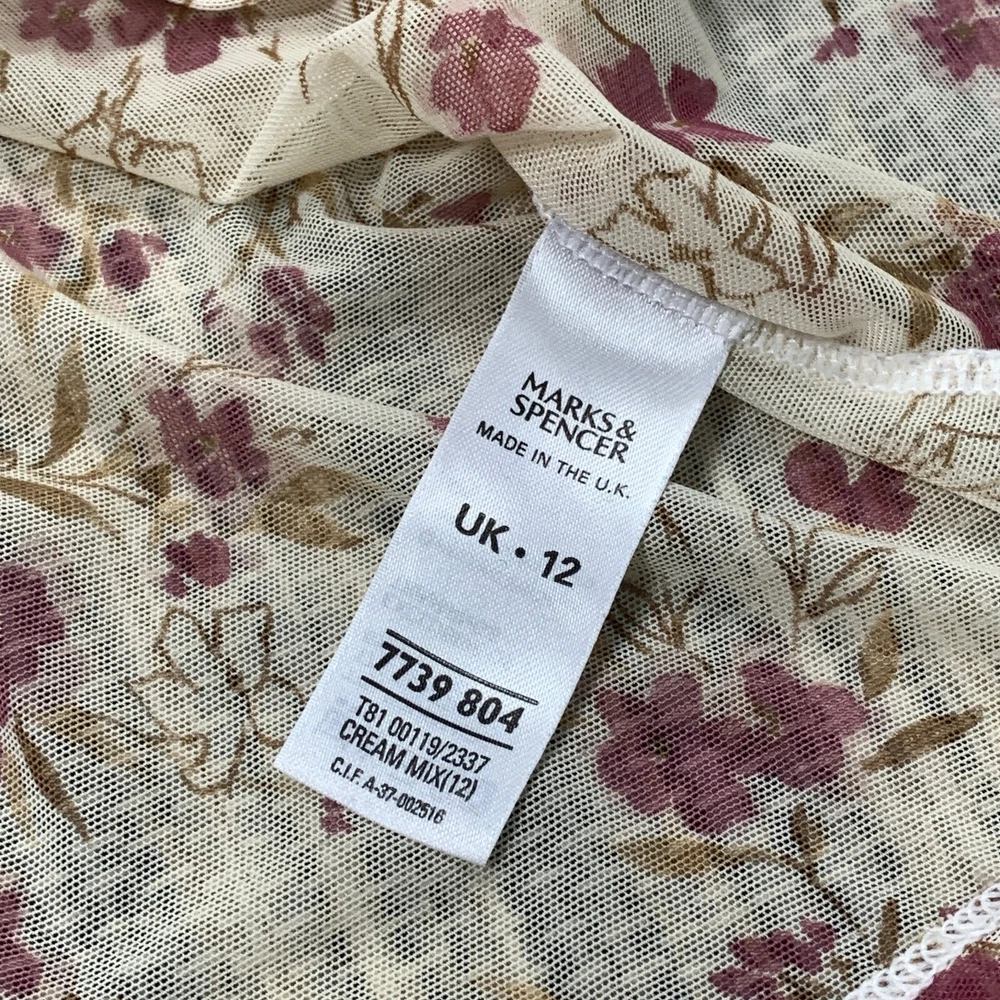 MARKS &
SPENCER
MADE IN THE U.K.
UK • 12
7739 804
T81 00119/2337
CREAM MIX(12)
C.I.F. A-37-002516